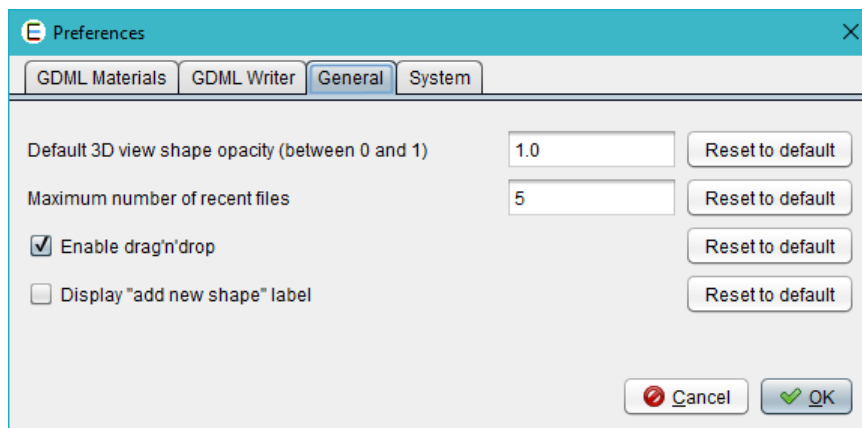 Preferences
GDML Materials GDML Writer General System
Default 3D view shape opacity (between 0 and 1) 1.0 Reset to default
Maximum number of recent files 5 Reset to default
Enable drag'n'drop Reset to default
Display "add new shape" label Reset to default
Cancel OK